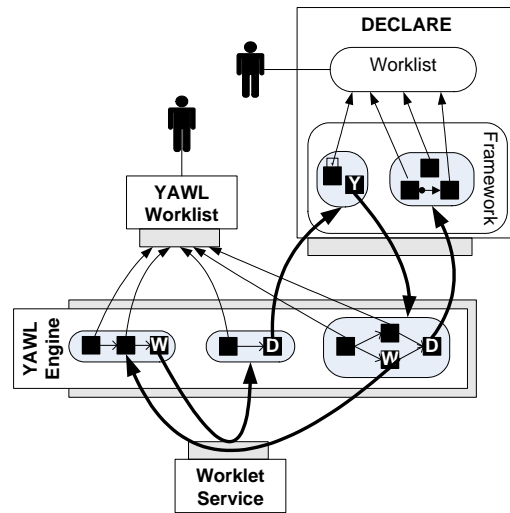 DECLARE
Worklist
Framework
Y
YAWL
Worklist
YAWL
Engine
W
D
W
D
Worklet
Service